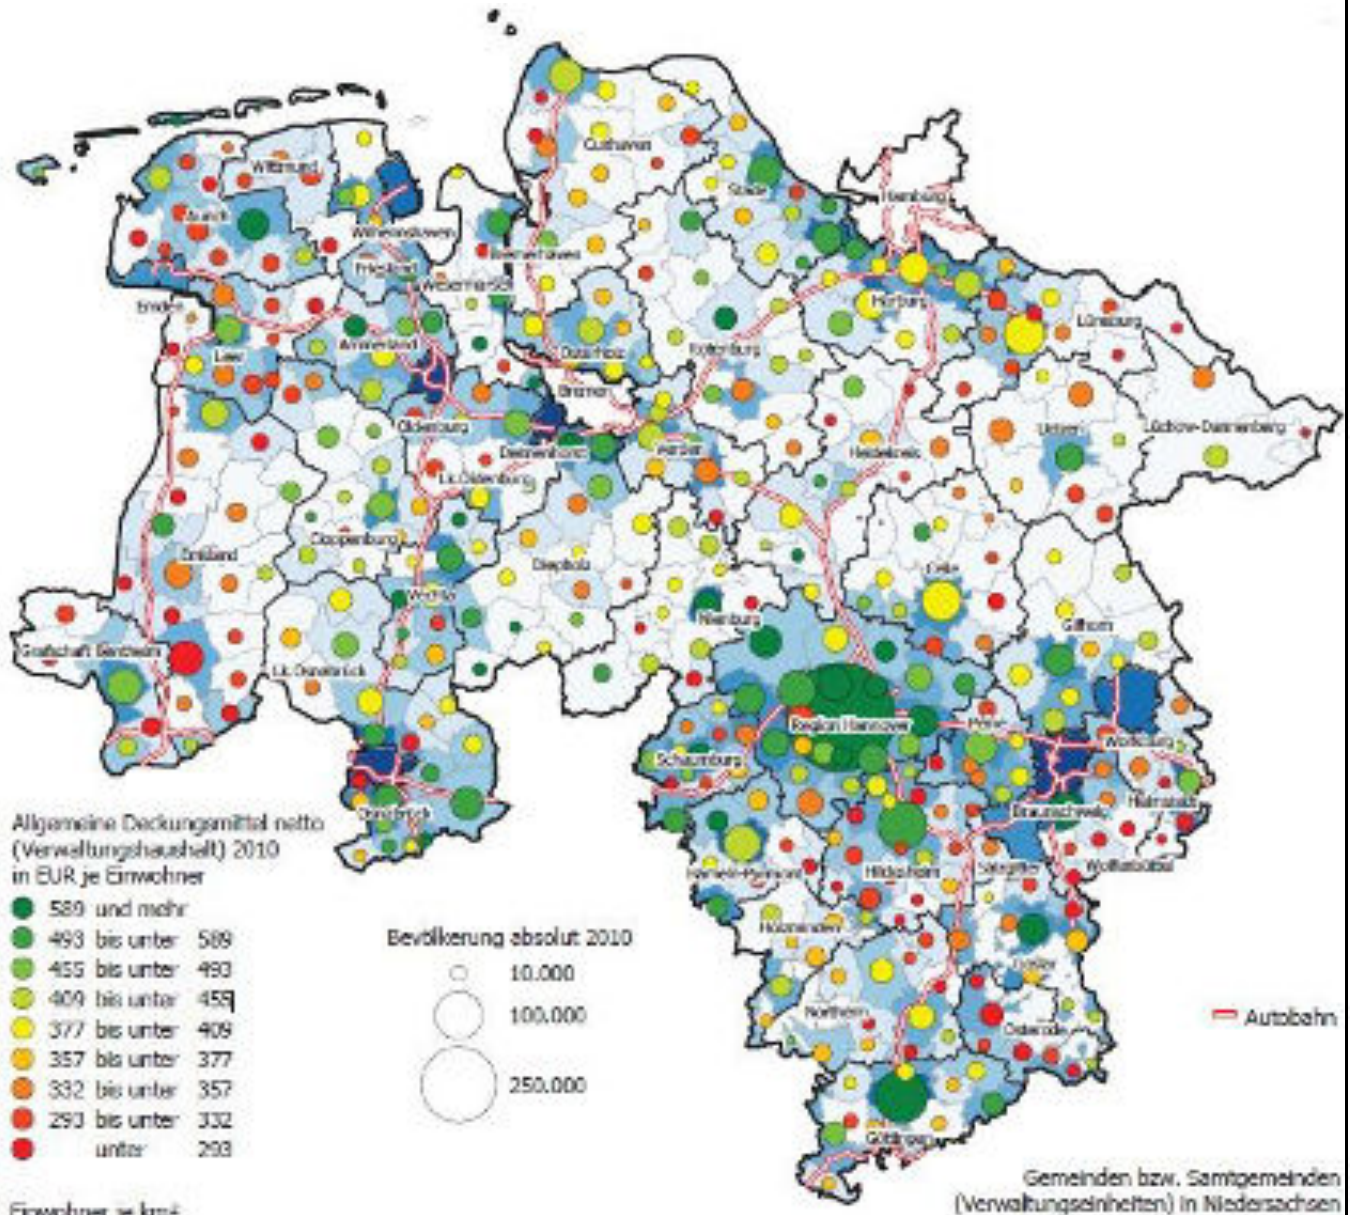 Cuxhaven
Wittmund
Stade
Hamburg
Aurich
Wilhelmshaven
Bremerhaven
Friesland
Wesermarsch
Emden
Harburg
Lüneburg
Leer
Ammerland
Osterholz
Rotenburg
Bremen
Oldenburg
Uelzen
Lüchow-Dannenberg
Delmenhorst
Verden
Heidekreis
Lk.Oldenburg
Cloppenburg
Emsland
Diepholz
Celle
Vechta
Nienburg
Gifhorn
Grafschaft Bentheim
Lk. Osnabrück
Region Hannover
Peine
Wolfsburg
Schaumburg
Osnabrück
Braunschweig
Helmstedt
Hameln-Pyrmont
Hildesheim
Salzgitter
Wolfenbüttel
Holzminden
Goslar
Northeim
Osterode
Göttingen
Allgemeine Deckungsmittel netto
(Verwaltungshaushalt) 2010
in EUR je Einwohner
589 und mehr
493 bis unter 589
455 bis unter 493
409 bis unter 455
377 bis unter 409
357 bis unter 377
332 bis unter 357
293 bis unter 332
unter 293
Bevölkerung absolut 2010
10.000
100.000
250.000
Autobahn
Gemeinden bzw. Samtgemeinden
(Verwaltungseinheiten) in Niedersachsen
Einwohner je km²